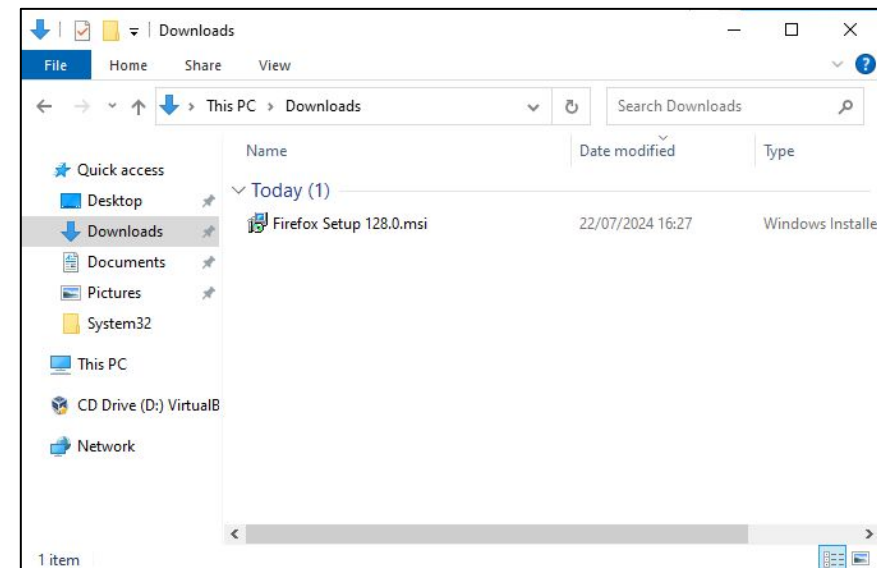 Downloads
File Home Share View
This PC > Downloads
Search Downloads
Name Date modified Type
Quick access
Today (1)
Desktop
Firefox Setup 128.0.msi 22/07/2024 16:27 Windows Installe
Downloads
Documents
Pictures
System32
This PC
CD Drive (D:) VirtualB
Network
1 item